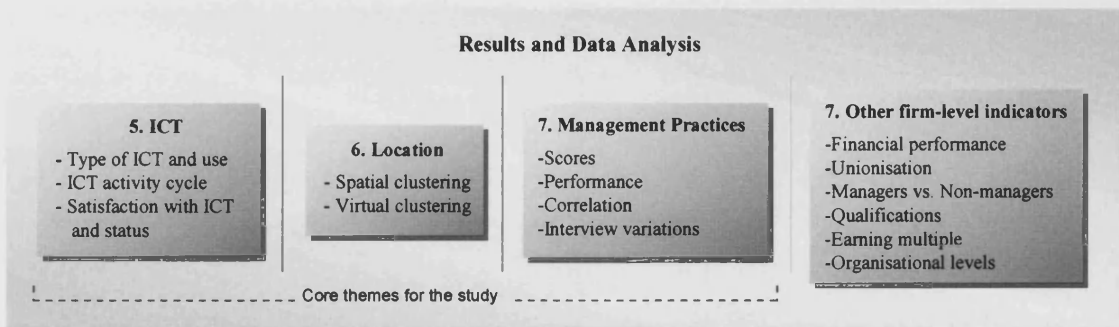 Results and Data Analysis
5. ICT
- Type of ICT and use
- ICT activity cycle
- Satisfaction with ICT
and status
6. Location
- Spatial clustering
- Virtual clustering
7. Management Practices
-Scores
-Performance
-Correlation
-Interview variations
7. Other firm-level indicators
-Financial performance
-Unionisation
-Managers vs. Non-managers
-Qualifications
-Earning multiple
-Organisational levels
Core themes for the study